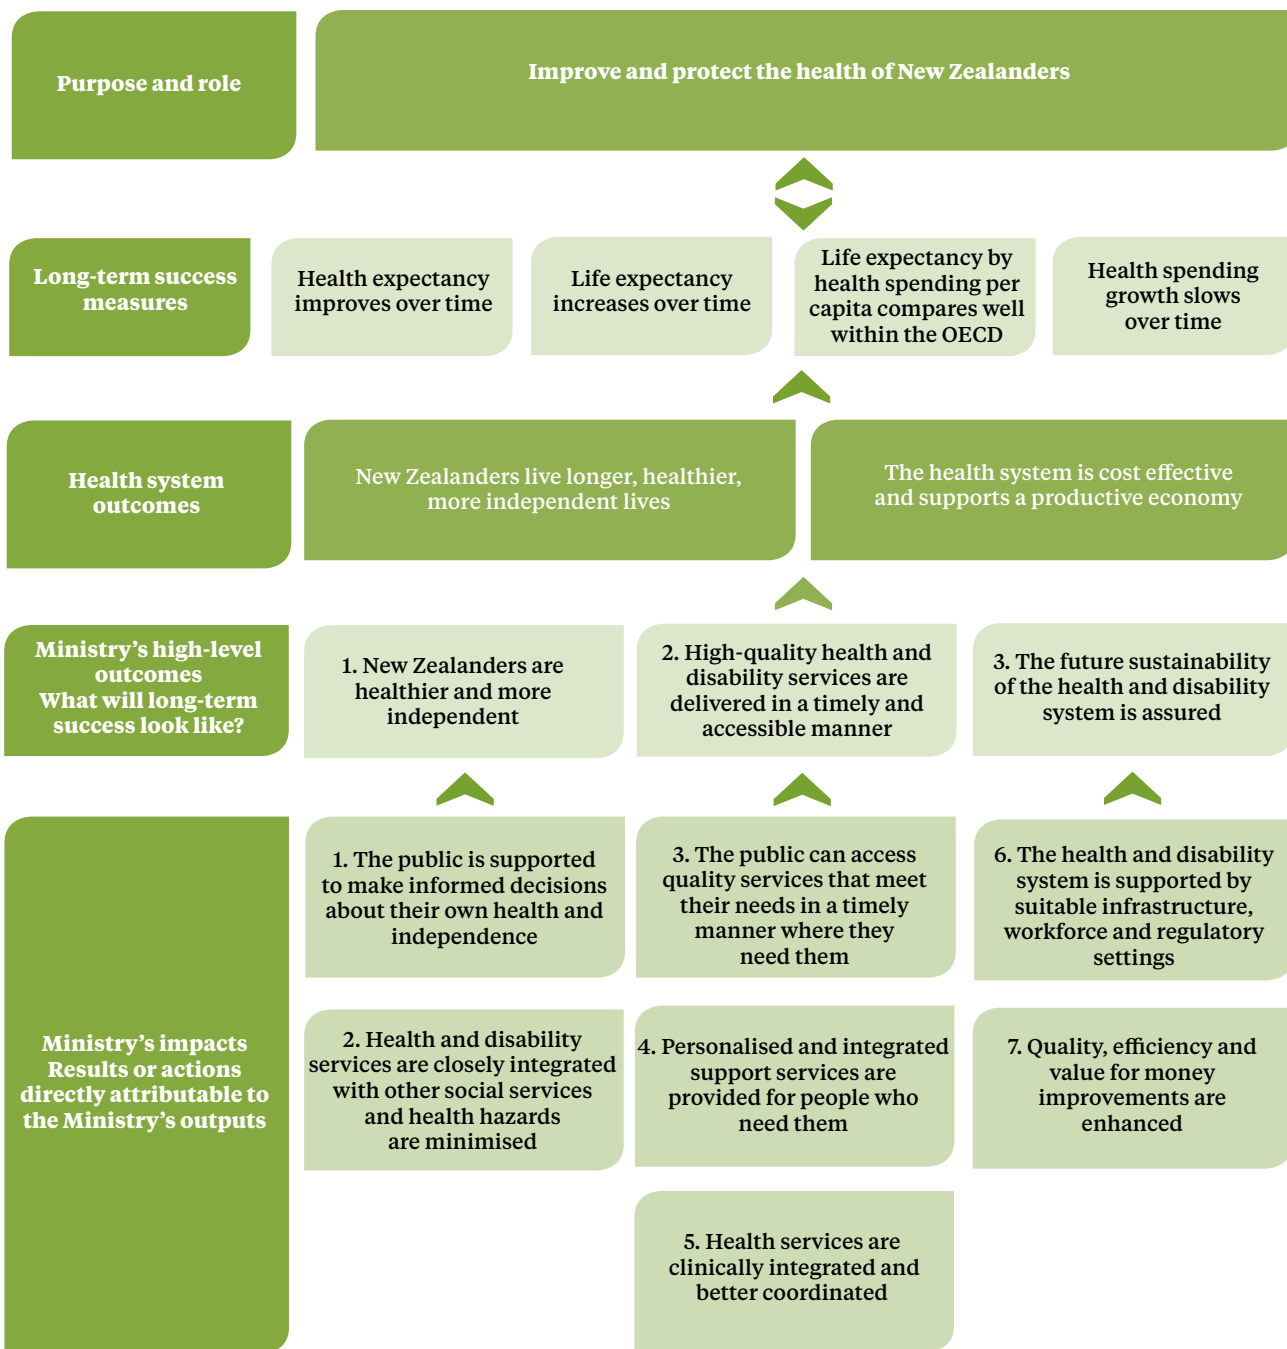 Purpose and role
Improve and protect the health of New Zealanders
Long-term success
measures
Health expectancy
improves over time
Life expectancy
increases over time
Life expectancy by
health spending per
capita compares well
within the OECD
Health spending
growth slows
over time
Health system
outcomes
New Zealanders live longer, healthier,
more independent lives
The health system is cost effective
and supports a productive economy
Ministry’s high-level
outcomes
What will long-term
success look like?
1. New Zealanders are
healthier and more
independent
2. High-quality health and
disability services are
delivered in a timely and
accessible manner
3. The future sustainability
of the health and disability
system is assured
Ministry’s impacts
Results or actions
directly attributable to
the Ministry’s outputs
1. The public is supported
to make informed decisions
about their own health and
independence
3. The public can access
quality services that meet
their needs in a timely
manner where they
need them
6. The health and disability
system is supported by
suitable infrastructure,
workforce and regulatory
settings
2. Health and disability
services are closely integrated
with other social services
and health hazards
are minimised
4. Personalised and integrated
support services are
provided for people who
need them
7. Quality, efficiency and
value for money
improvements are
enhanced
5. Health services are
clinically integrated and
better coordinated